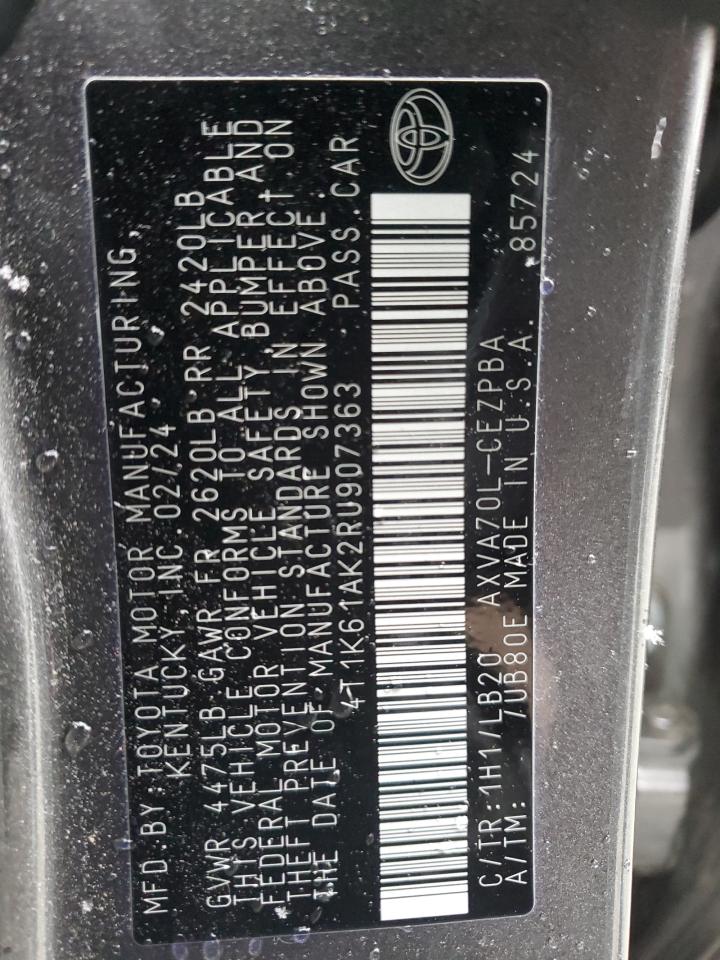 MFD.BY:TOYOTA MOTOR MANUFACTURING,
KENTUCKY,INC. 02/24
GVWR 4475LB GAWR FR 2620LB RR 2420LB
THIS VEHICLE CONFORMS TO ALL APPLICABLE
FEDERAL MOTOR VEHICLE SAFETY, BUMPER AND
THEFT PREVENTION STANDARDS IN EFFECT ON
THE DATE OF MANUFACTURE SHOWN ABOVE.
4T1K61AK2RU907363 PASS.CAR
C/TR:1H1/LB20 AXVA70L-CEZPBA
A/TM: /UB80E MADE IN U.S.A. 85724